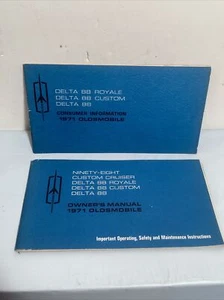 DELTA 88 ROYALE
DELTA 88 CUSTOM
DELTA 88
CONSUMER INFORMATION
1971 OLDSMOBILE
NINETY-EIGHT
CUSTOM CRUISER
DELTA 88 ROYALE
DELTA 88 CUSTOM
DELTA 88
OWNER'S MANUAL
1971 OLDSMOBILE
Important Operating, Safety and Maintenance Instructions